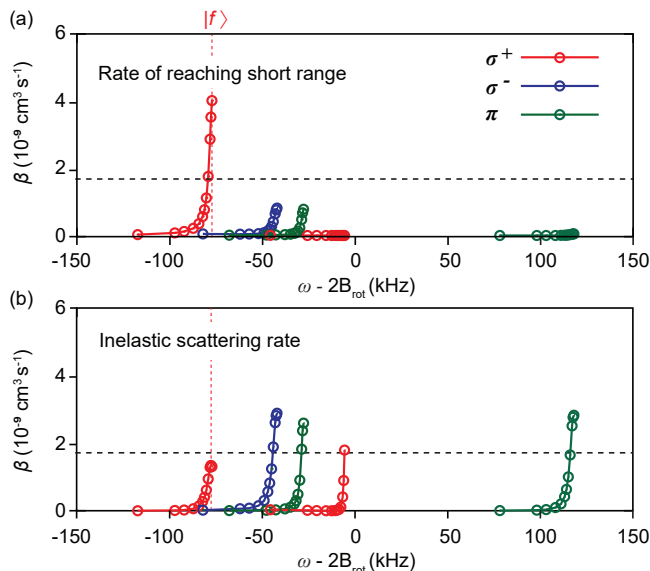 (a)
|f⟩
6
4
2
0
β (10⁻⁹ cm³ s⁻¹)
Rate of reaching short range
σ⁺
σ⁻
π
-150 -100 -50 0 50 100 150
ω - 2B_rot (kHz)
(b)
6
4
2
0
β (10⁻⁹ cm³ s⁻¹)
Inelastic scattering rate
-150 -100 -50 0 50 100 150
ω - 2B_rot (kHz)